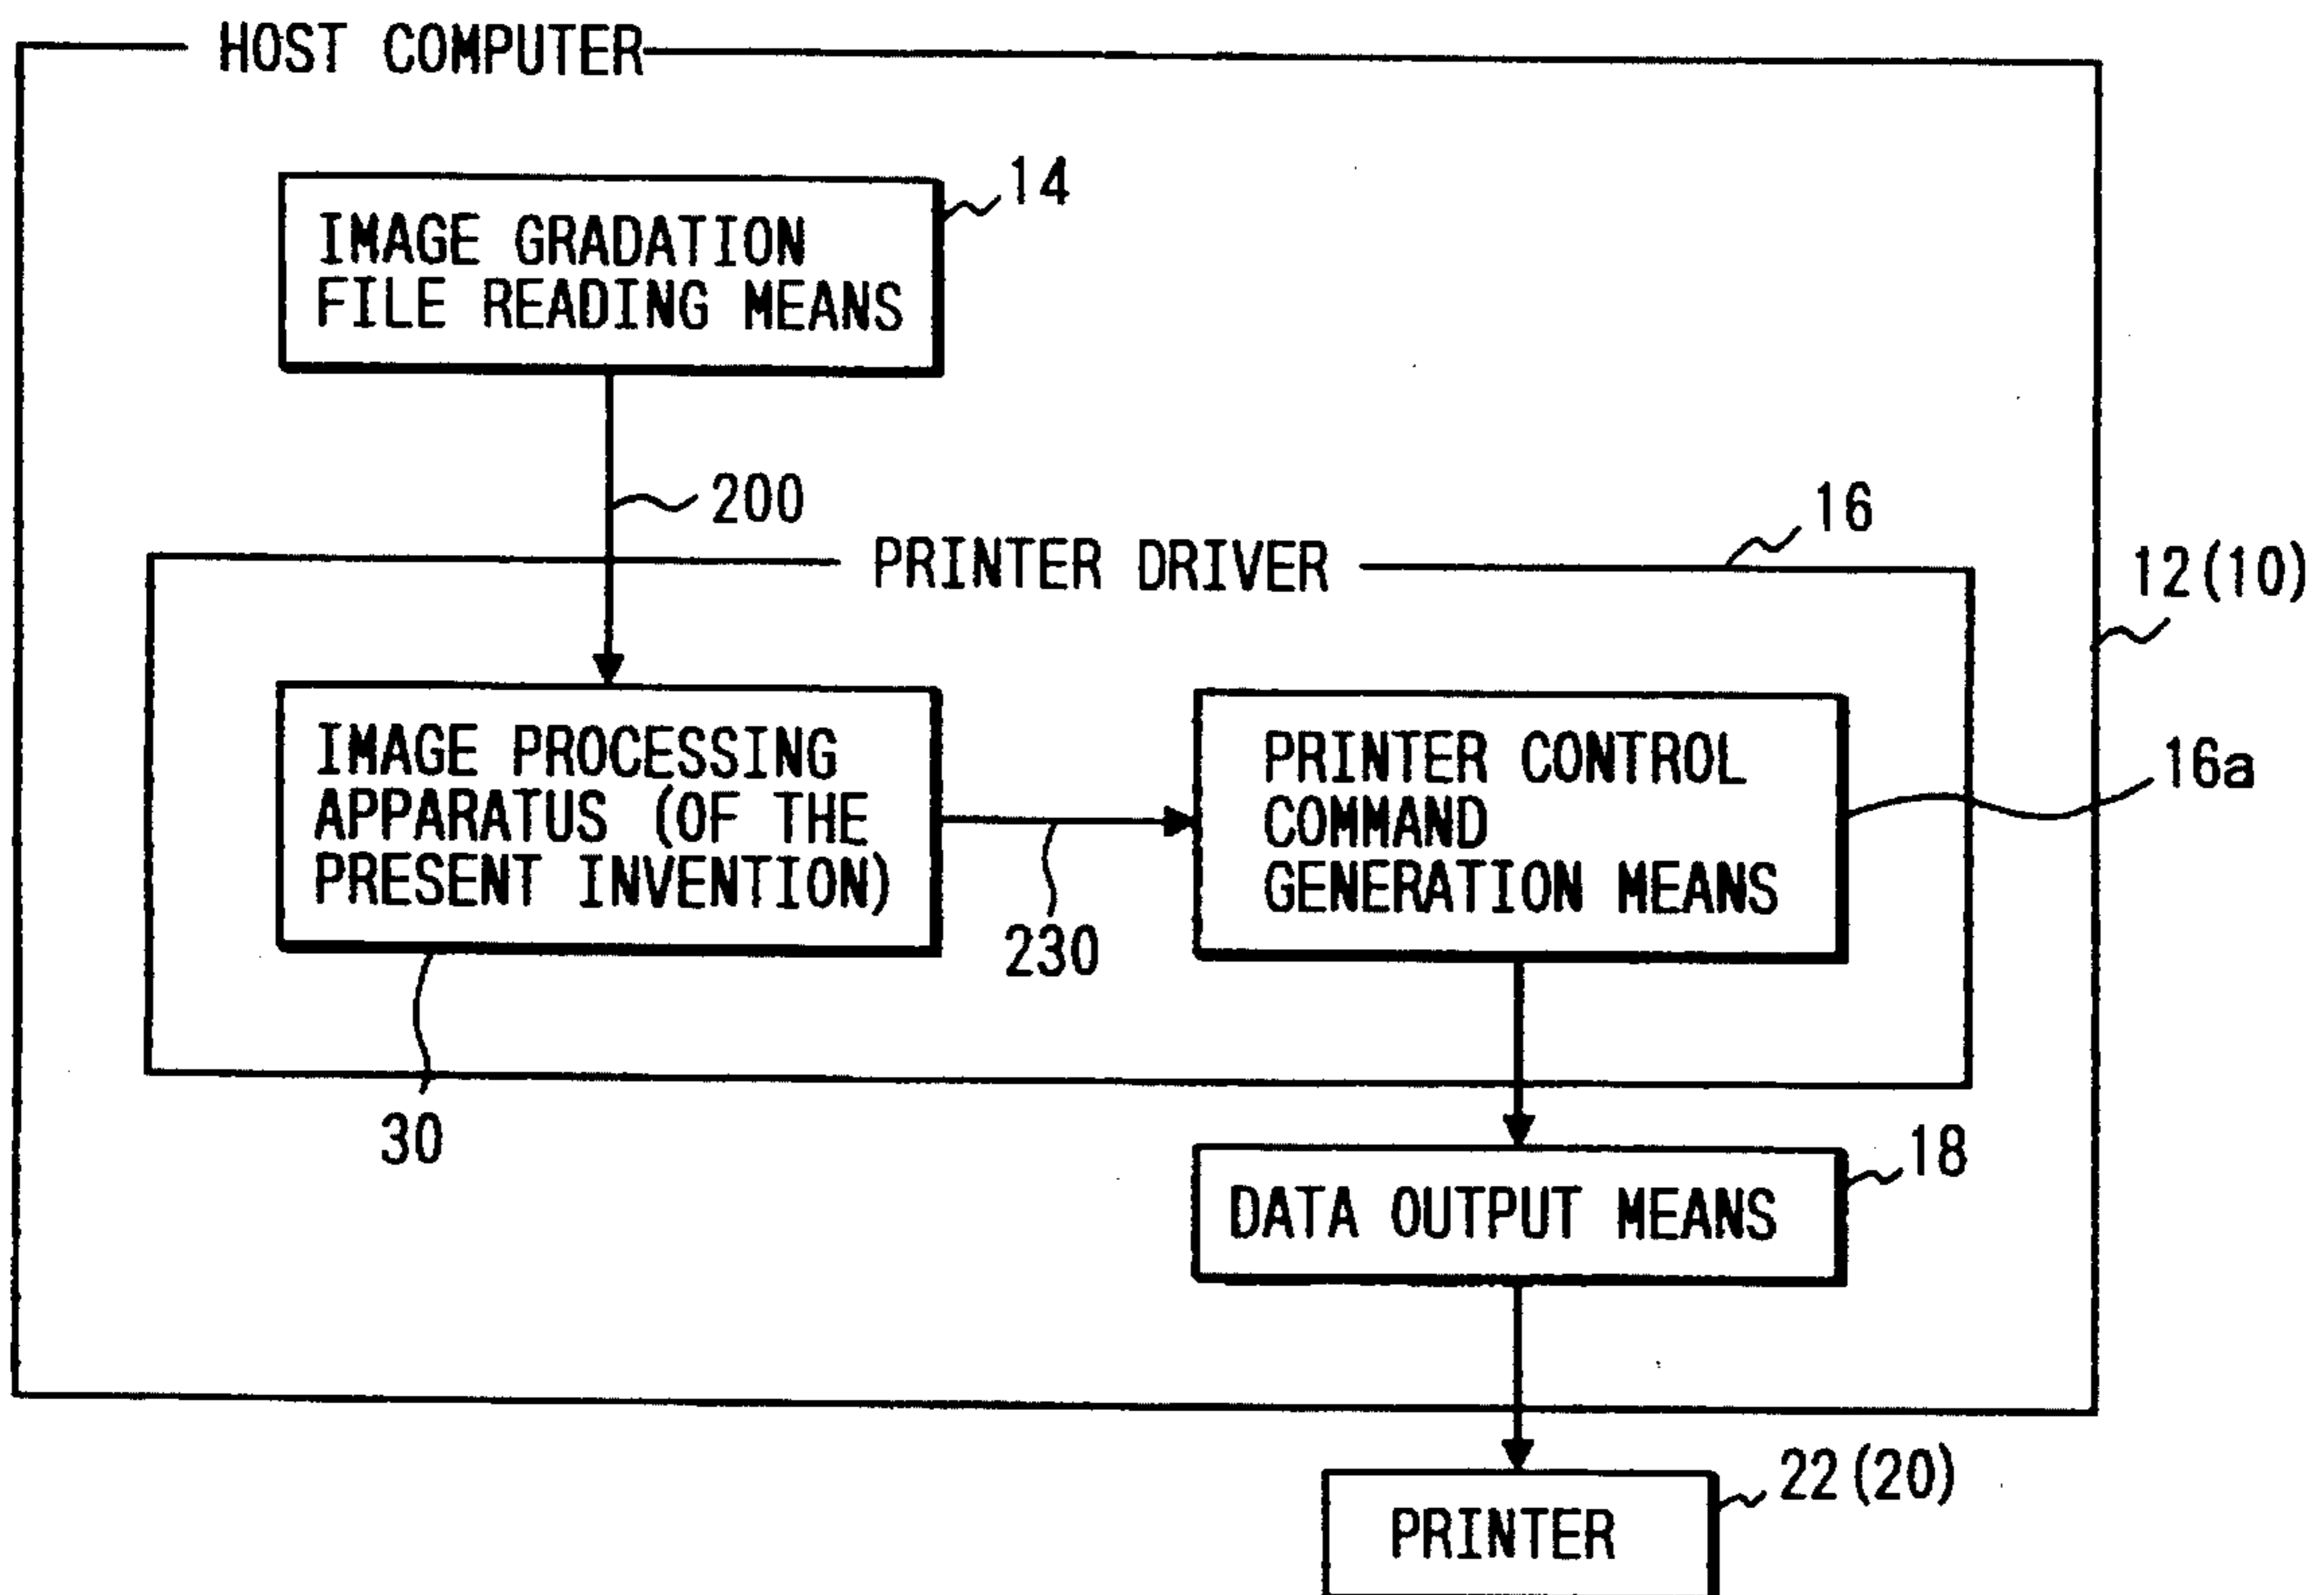 HOST COMPUTER
14
IMAGE GRADATION
FILE READING MEANS
200
16
PRINTER DRIVER
12(10)
IMAGE PROCESSING
APPARATUS (OF THE
PRESENT INVENTION)
PRINTER CONTROL
COMMAND
GENERATION MEANS
16a
230
30
18
DATA OUTPUT MEANS
22(20)
PRINTER